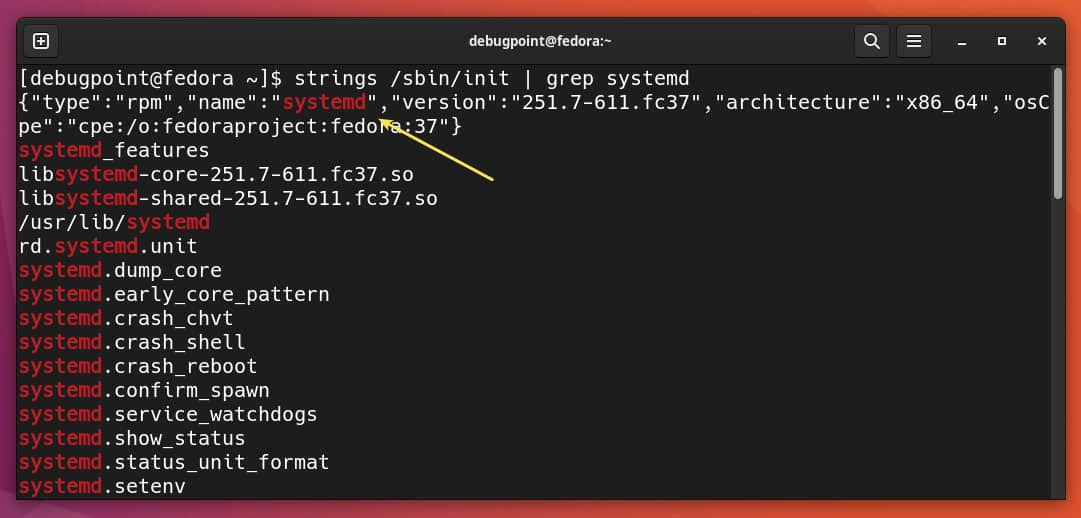 debugpoint@fedora:~
[debugpoint@fedora ~]$ strings /sbin/init | grep systemd
{"type":"rpm","name":"systemd","version":"251.7-611.fc37","architecture":"x86_64","osC
pe":"cpe:/o:fedoraproject:fedora:37"}
systemd_features
libsystemd-core-251.7-611.fc37.so
libsystemd-shared-251.7-611.fc37.so
/usr/lib/systemd
rd.systemd.unit
systemd.dump_core
systemd.early_core_pattern
systemd.crash_chvt
systemd.crash_shell
systemd.crash_reboot
systemd.confirm_spawn
systemd.service_watchdogs
systemd.show_status
systemd.status_unit_format
systemd.setenv